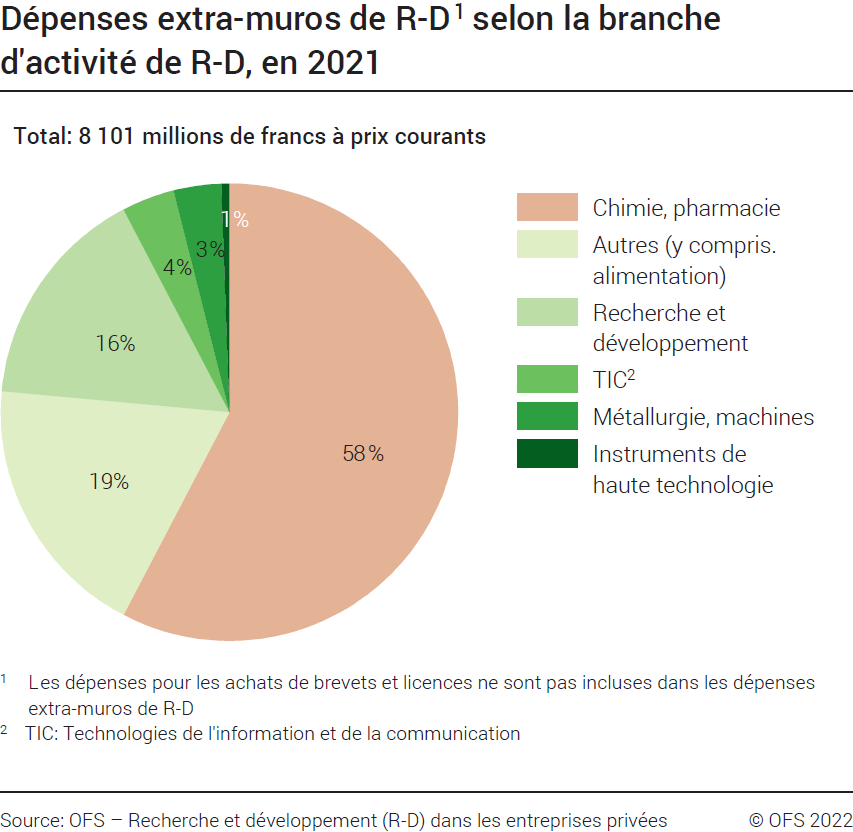 Dépenses extra-muros de R-D¹ selon la branche
d'activité de R-D, en 2021
Total: 8 101 millions de francs à prix courants
1%
3%
4%
16%
58%
19%
Chimie, pharmacie
Autres (y compris.
alimentation)
Recherche et
développement
TIC²
Métallurgie, machines
Instruments de
haute technologie
¹ Les dépenses pour les achats de brevets et licences ne sont pas incluses dans les dépenses
extra-muros de R-D
² TIC: Technologies de l'information et de la communication
Source: OFS – Recherche et développement (R-D) dans les entreprises privées © OFS 2022